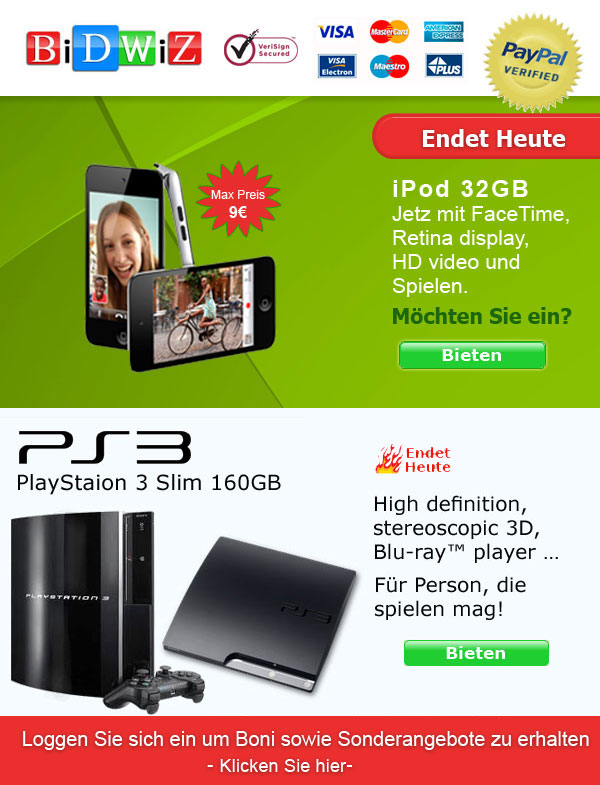 BiDWiZ
VeriSign
Secured
VISA
MasterCard
AMERICAN
EXPRESS
VISA
Electron
Maestro
PLUS
PayPal
VERIFIED
Endet Heute
Max Preis
9€
iPod 32GB
Jetz mit FaceTime,
Retina display,
HD video und
Spielen.
Möchten Sie ein?
Bieten
PS3
PlayStaion 3 Slim 160GB
Endet
Heute
High definition,
stereoscopic 3D,
Blu-ray™ player ...
Für Person, die
spielen mag!
PLAYSTATION 3
PS3
Bieten
Loggen Sie sich ein um Boni sowie Sonderangebote zu erhalten
- Klicken Sie hier-